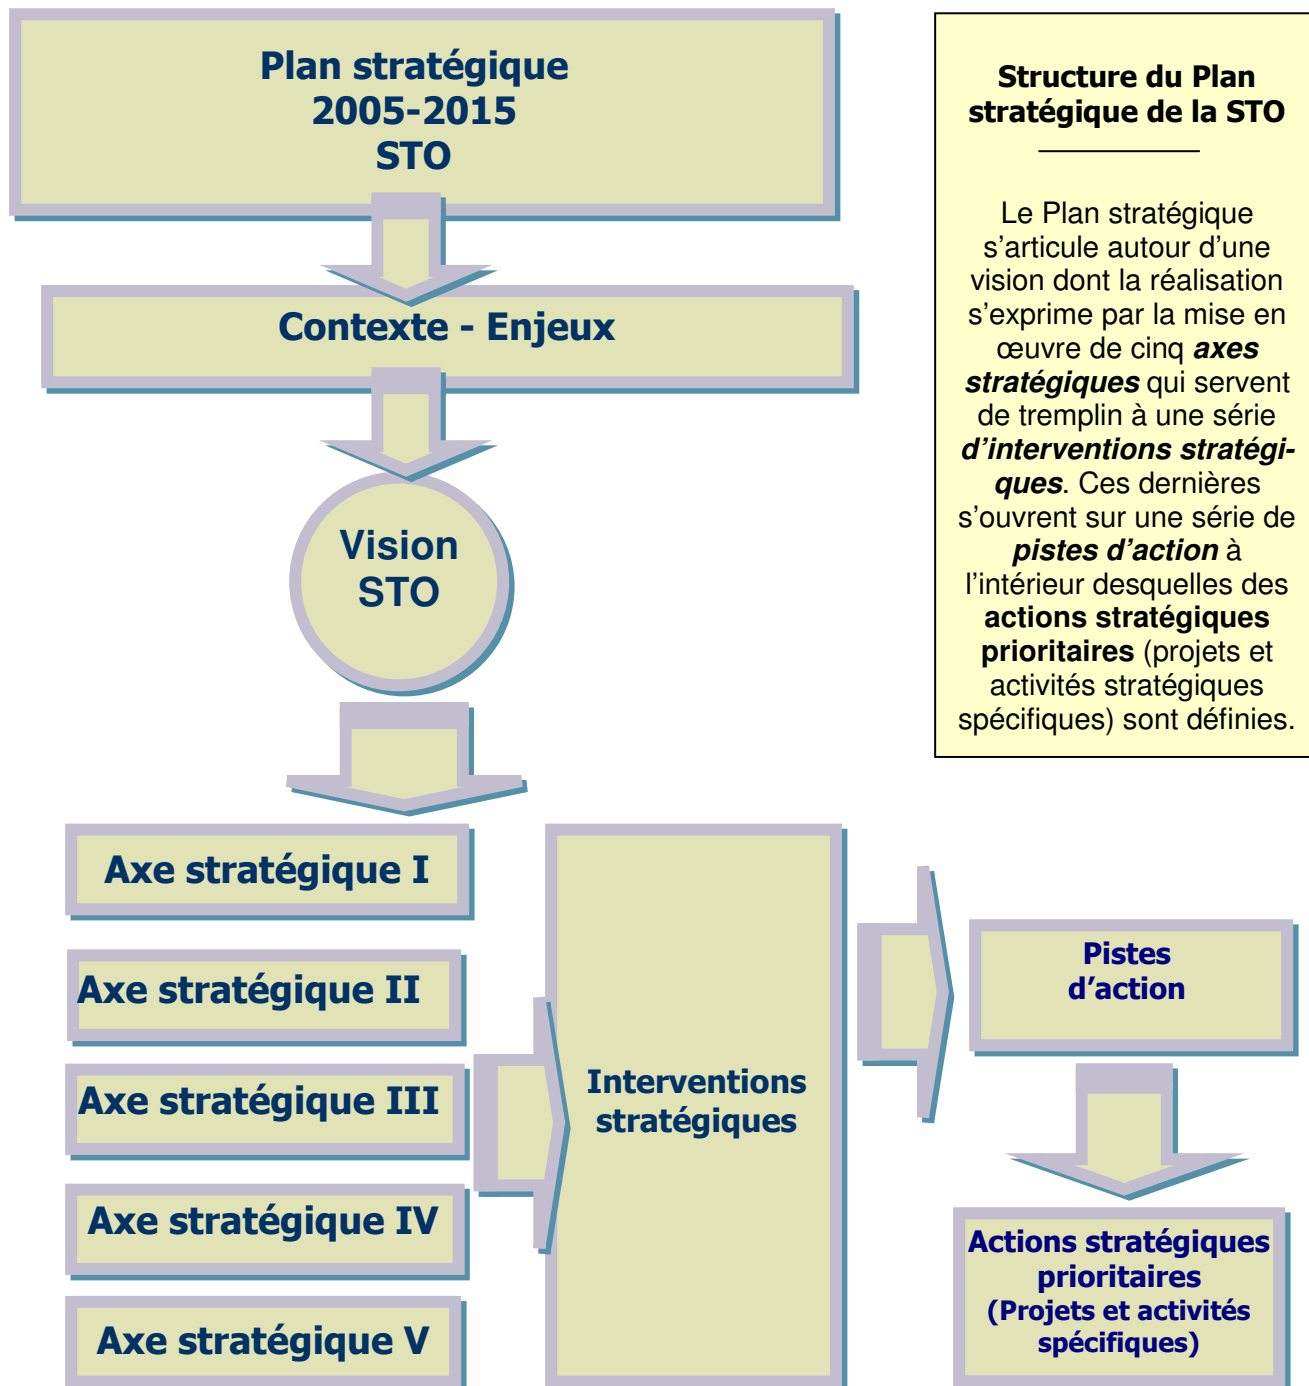 Plan stratégique
2005-2015
STO
Contexte - Enjeux
Vision
STO
Axe stratégique I
Axe stratégique II
Axe stratégique III
Axe stratégique IV
Axe stratégique V
Interventions
stratégiques
Pistes
d’action
Actions stratégiques
prioritaires
(Projets et activités
spécifiques)
Structure du Plan
stratégique de la STO
Le Plan stratégique
s’articule autour d’une
vision dont la réalisation
s’exprime par la mise en
œuvre de cinq axes
stratégiques qui servent
de tremplin à une série
d’interventions stratégi-
ques. Ces dernières
s’ouvrent sur une série de
pistes d’action à
l’intérieur desquelles des
actions stratégiques
prioritaires (projets et
activités stratégiques
spécifiques) sont définies.